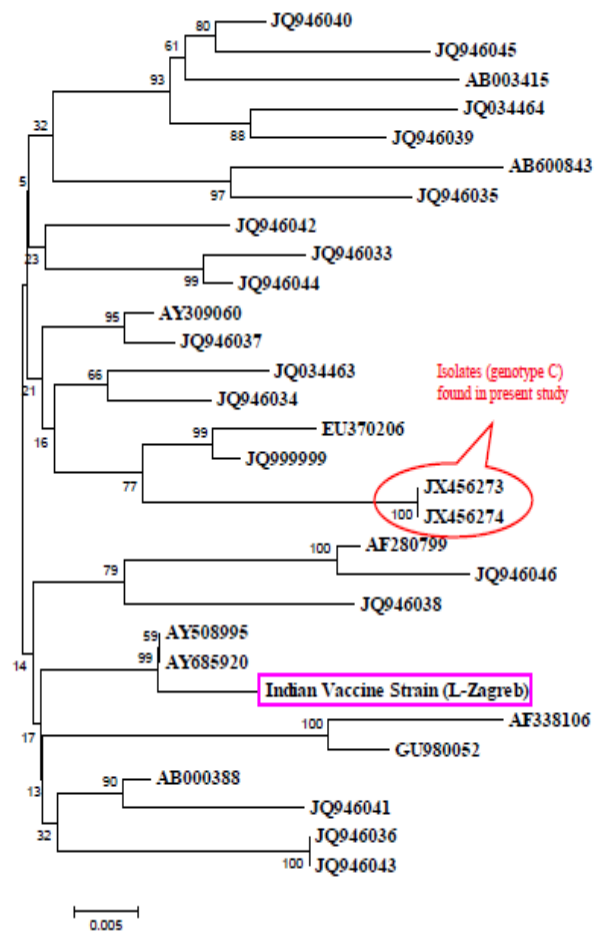 JQ946040
80
61
JQ946045
93
AB003415
JQ034464
32
88
JQ946039
AB600843
5
97
JQ946035
JQ946042
23
JQ946033
99
JQ946044
AY309060
95
JQ946037
21
66
JQ034463
Isolates (genotype C)
found in present study
JQ946034
16
EU370206
99
JQ999999
77
JX456273
100
JX456274
AF280799
100
79
JQ946046
JQ946038
59
AY508995
14
99
AY685920
Indian Vaccine Strain (L-Zagreb)
17
100
AF338106
GU980052
13
90
AB000388
JQ946041
32
JQ946036
100
JQ946043
0.005